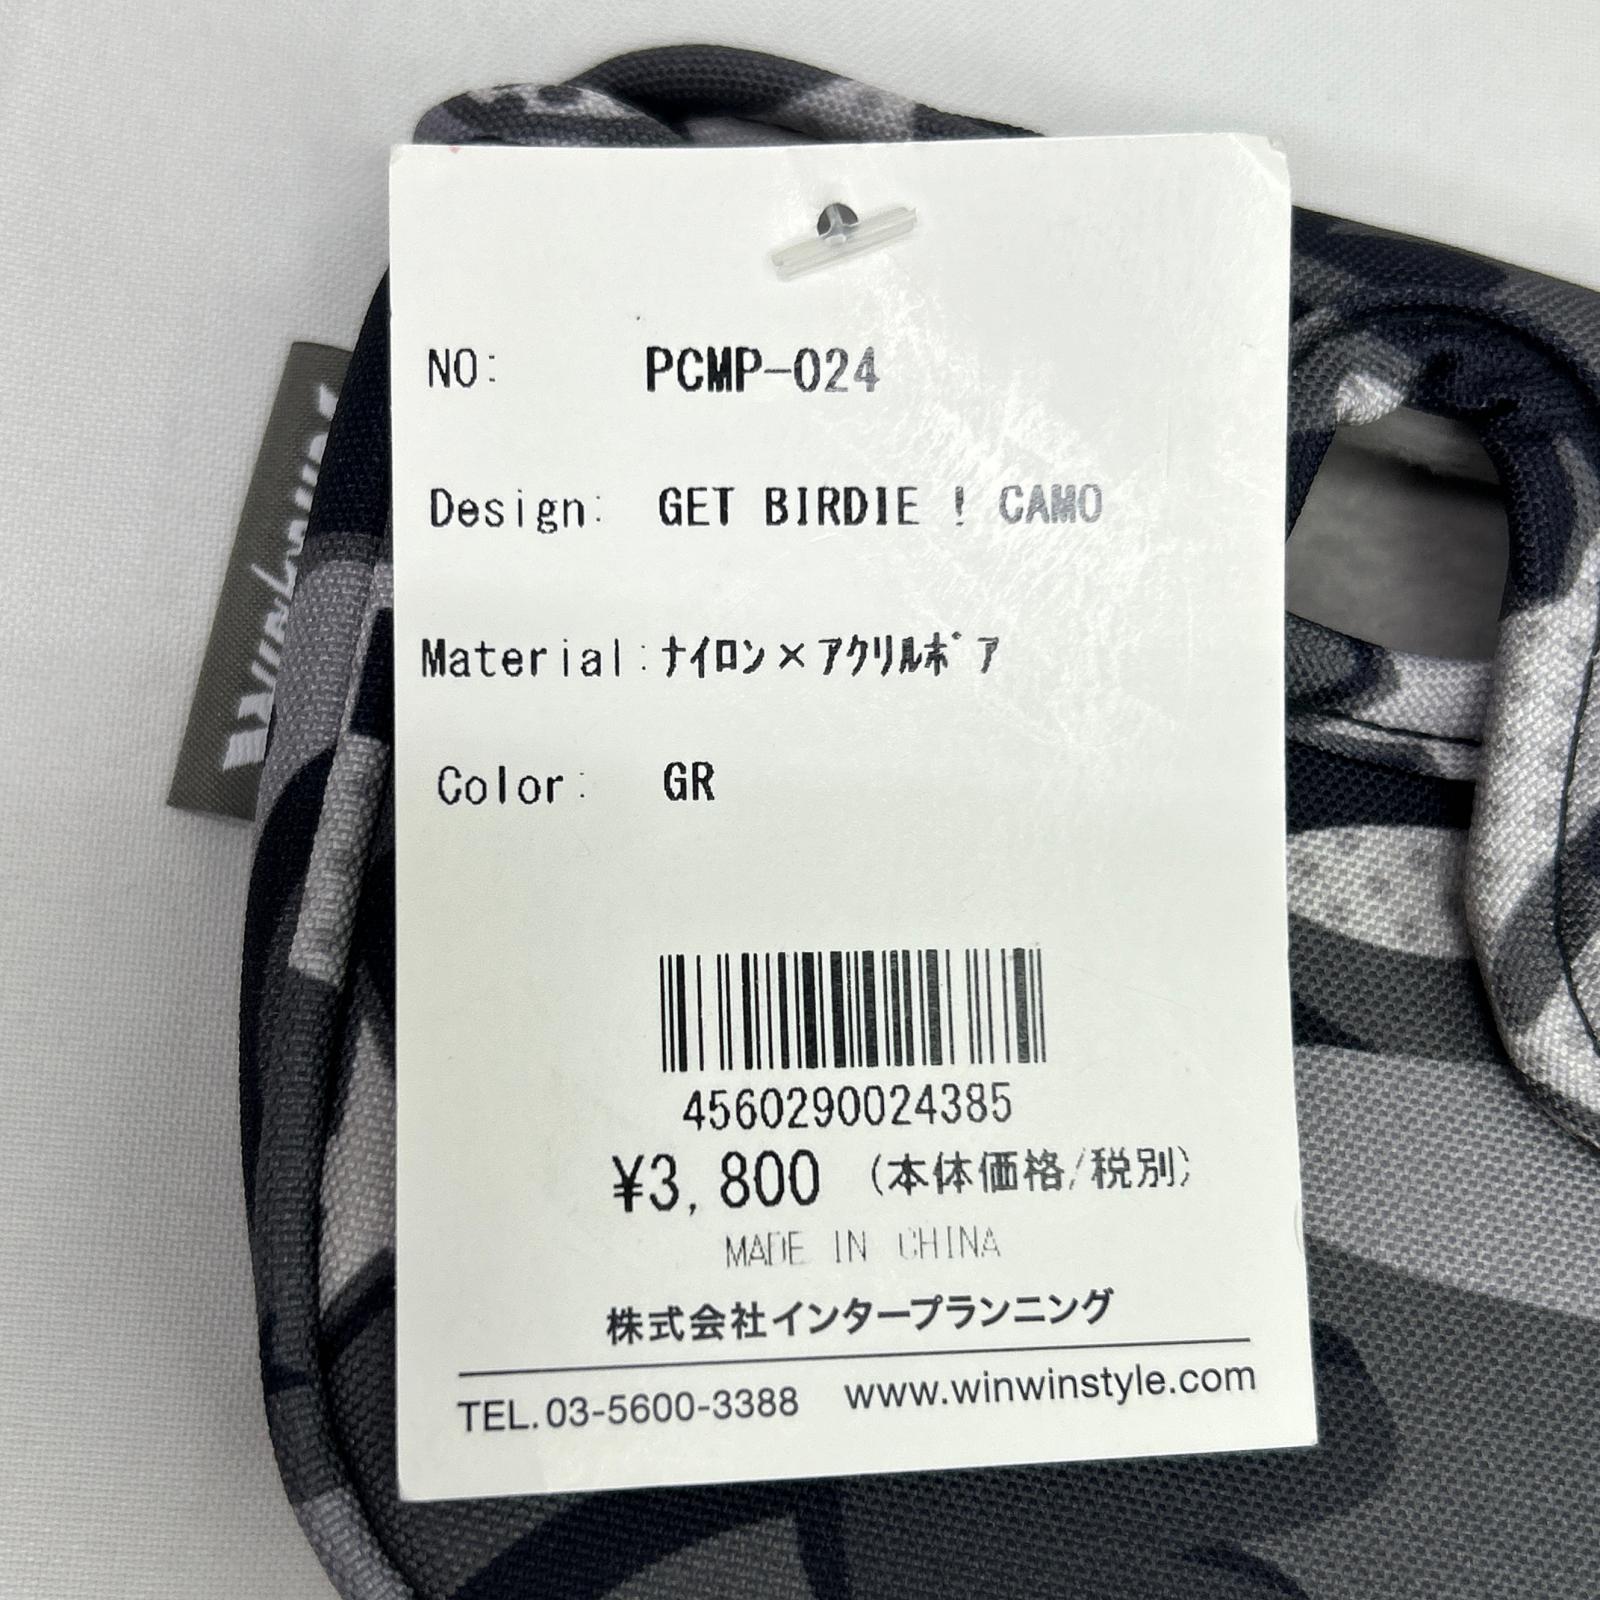 NO: PCMP-024
Design: GET BIRDIE ! CAMO
Material:ﾅｲﾛﾝ×ｱｸﾘﾙﾎﾞｱ
Color: GR
4560290024385
¥3,800 (本体価格/税別)
MADE IN CHINA
株式会社インタープランニング
TEL.03-5600-3388 www.winwinstyle.com